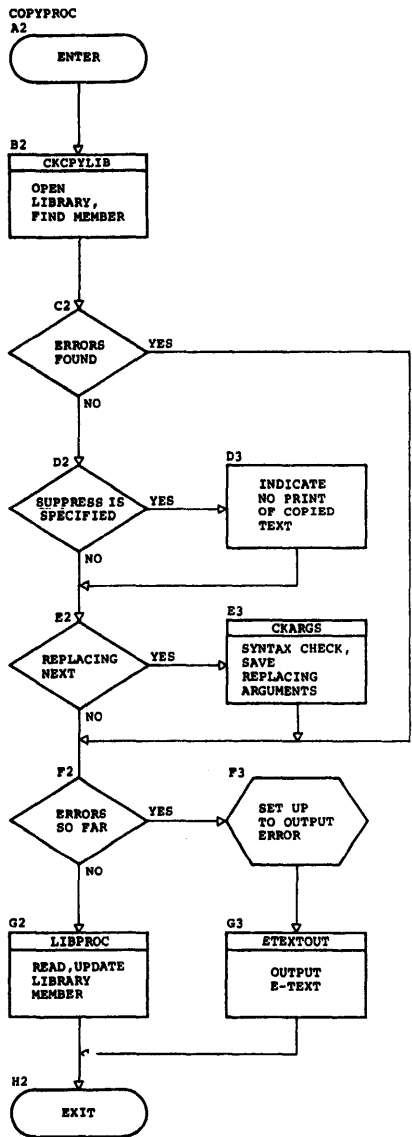 COPYPROC
A2
ENTER
B2
CKCPYLIB
OPEN
LIBRARY,
FIND MEMBER
C2
ERRORS
FOUND
YES
NO
D2
SUPPRESS IS
SPECIFIED
YES
NO
D3
INDICATE
NO PRINT
OF COPIED
TEXT
E2
REPLACING
NEXT
YES
NO
E3
CKARGS
SYNTAX CHECK,
SAVE
REPLACING
ARGUMENTS
F2
ERRORS
SO FAR
YES
NO
F3
SET UP
TO OUTPUT
ERROR
G2
LIBPROC
READ,UPDATE
LIBRARY
MEMBER
G3
ETEXTOUT
OUTPUT
E-TEXT
H2
EXIT